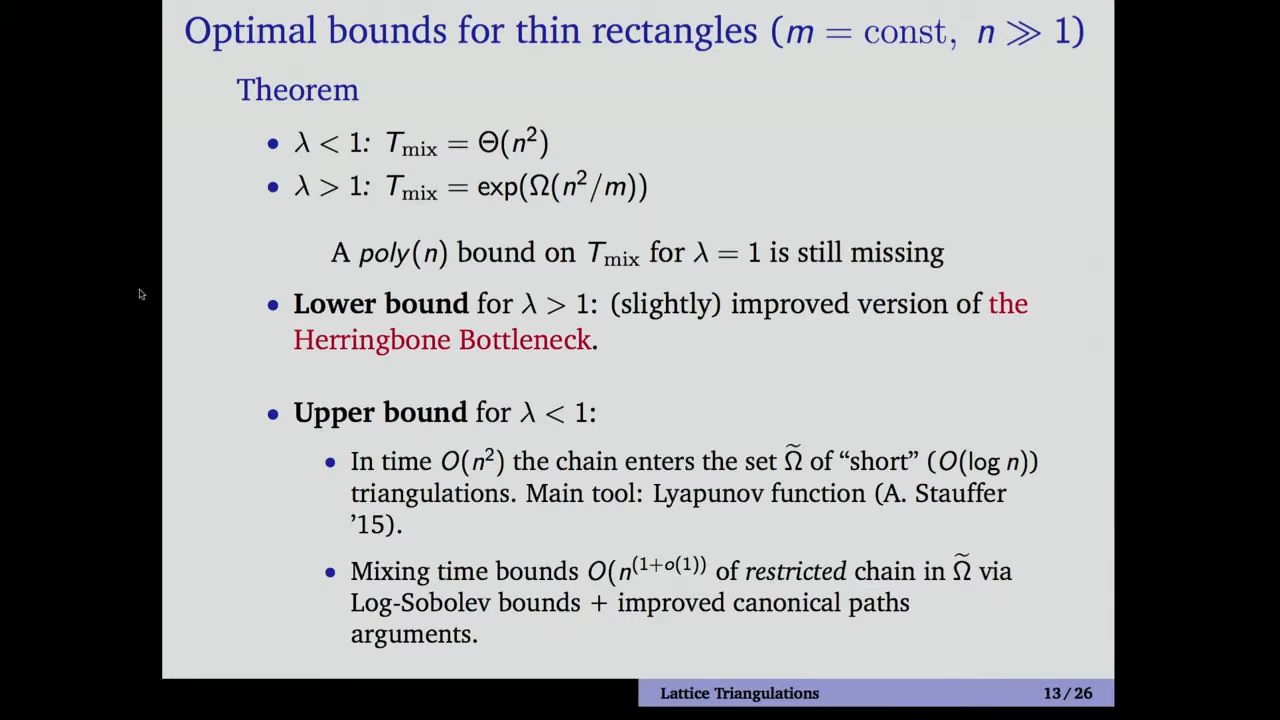 Optimal bounds for thin rectangles (m = const, n ≫ 1)
Theorem
• λ < 1: T_mix = Θ(n²)
• λ > 1: T_mix = exp(Ω(n²/m))
A poly(n) bound on T_mix for λ = 1 is still missing
• Lower bound for λ > 1: (slightly) improved version of the
Herringbone Bottleneck.
• Upper bound for λ < 1:
• In time O(n²) the chain enters the set Ω̃ of “short” (O(log n))
triangulations. Main tool: Lyapunov function (A. Stauffer
’15).
• Mixing time bounds O(n^(1+o(1)) of restricted chain in Ω̃ via
Log-Sobolev bounds + improved canonical paths
arguments.
Lattice Triangulations 13 / 26